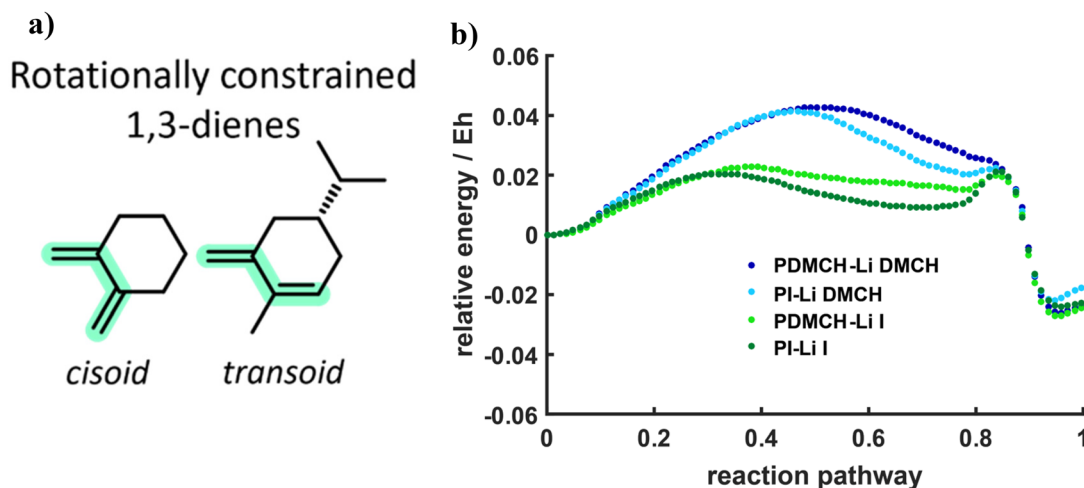 a)
Rotationally constrained
1,3-dienes
cisoid
transoid
b)
relative energy / Eh
0.06
0.04
0.02
0
-0.02
-0.04
-0.06
PDMCH-Li DMCH
PI-Li DMCH
PDMCH-Li I
PI-Li I
0
0.2
0.4
0.6
0.8
1
reaction pathway